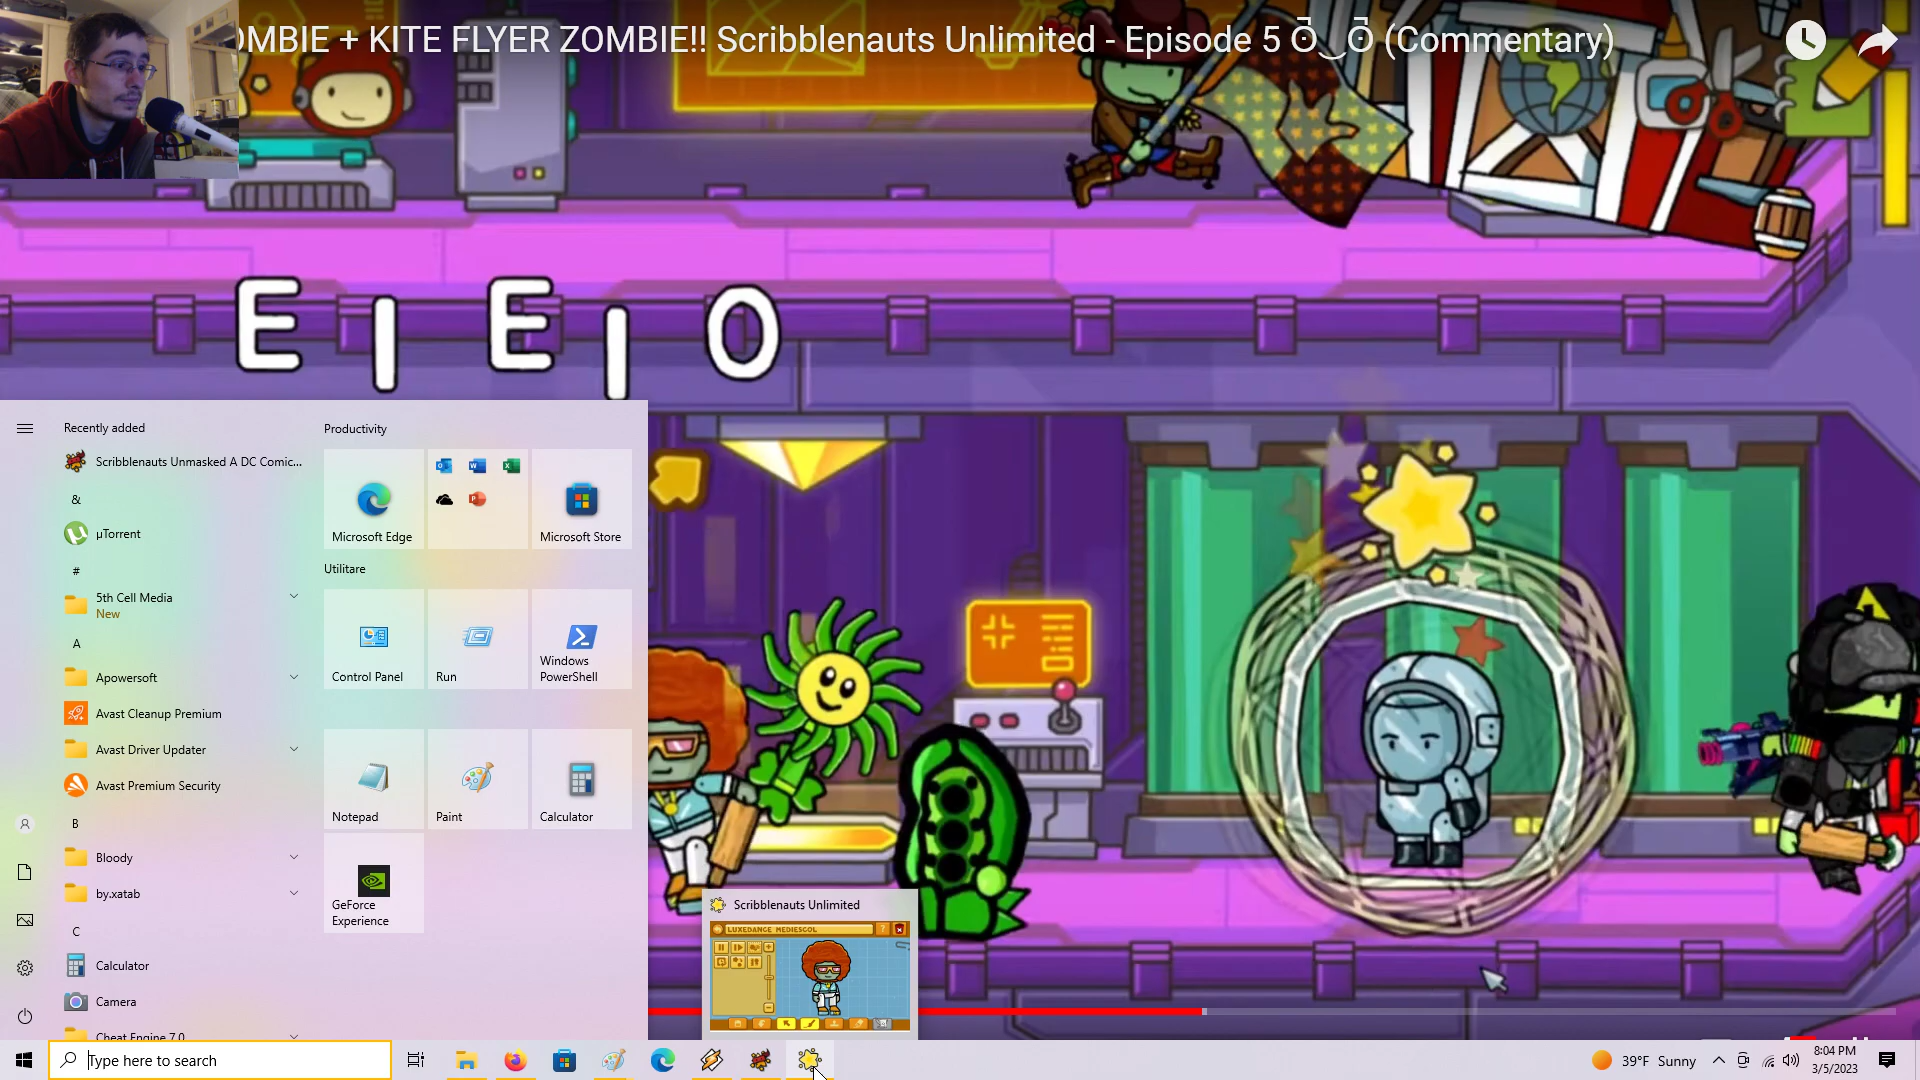 OMBIE + KITE FLYER ZOMBIE!! Scribblenauts Unlimited - Episode 5 Ō͡‿Ō͡ (Commentary)
E I E I O
Recently added
Scribblenauts Unmasked A DC Comic...
&
µTorrent
#
5th Cell Media
New
A
Apowersoft
Avast Cleanup Premium
Avast Driver Updater
Avast Premium Security
B
Bloody
by.xatab
C
Calculator
Camera
Cheat Engine 7.0
Productivity
Microsoft Edge
Microsoft Store
Utilitare
Control Panel
Run
Windows PowerShell
Notepad
Paint
Calculator
GeForce Experience
Scribblenauts Unlimited
LUXEDANCE MEDIESCOL
Type here to search
39°F Sunny
8:04 PM
3/5/2023